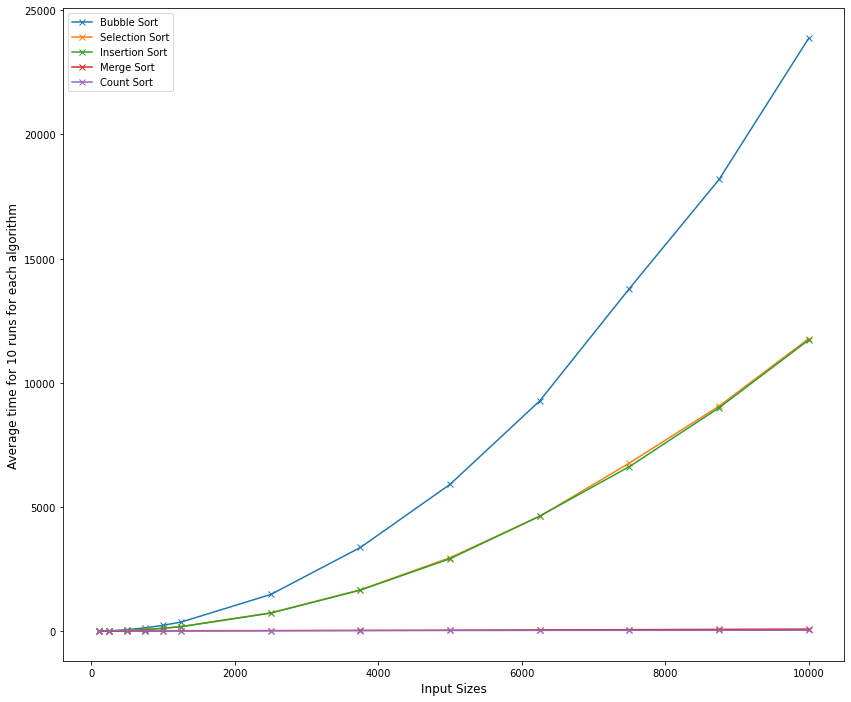 25000
Bubble Sort
Selection Sort
Insertion Sort
Merge Sort
Count Sort
20000
15000
10000
5000
0
Average time for 10 runs for each algorithm
0 2000 4000 6000 8000 10000
Input Sizes